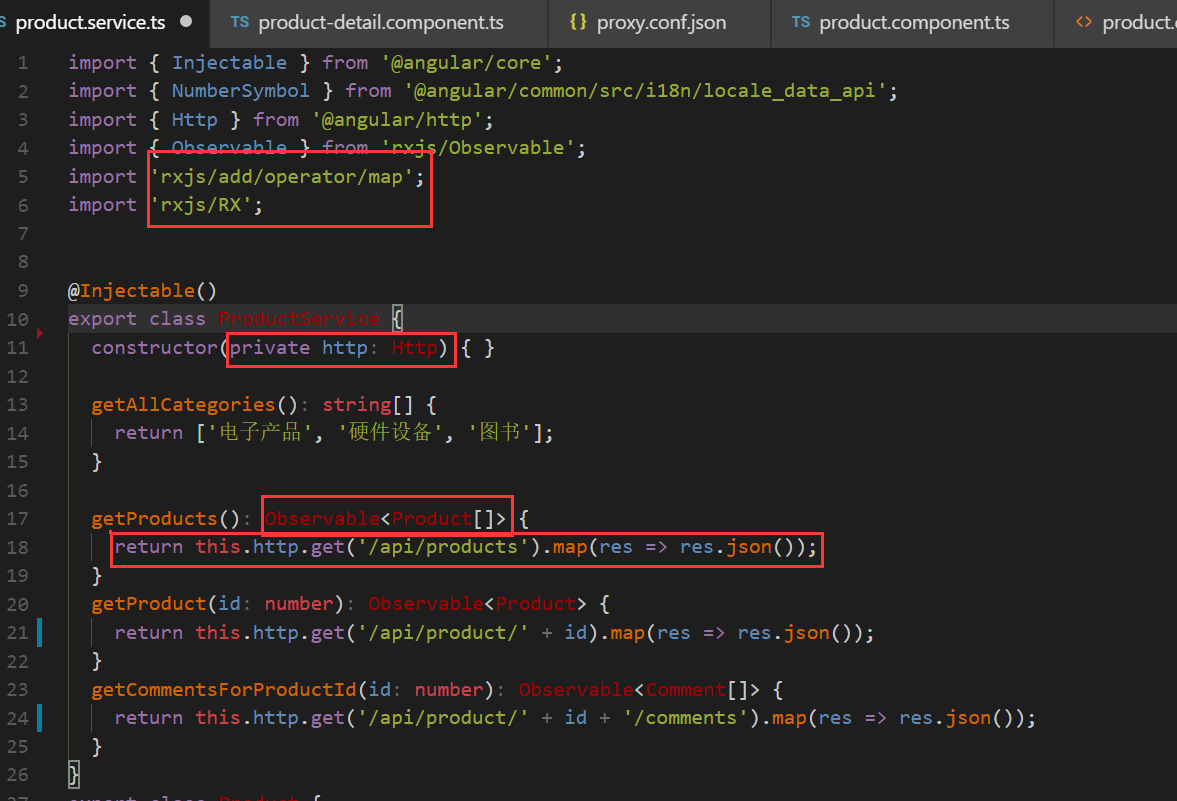 product.service.ts TS product-detail.component.ts {} proxy.conf.json TS product.component.ts <> product.
1 import { Injectable } from '@angular/core';
2 import { NumberSymbol } from '@angular/common/src/i18n/locale_data_api';
3 import { Http } from '@angular/http';
4 import { Observable } from 'rxjs/Observable';
5 import 'rxjs/add/operator/map';
6 import 'rxjs/RX';
7
8
9 @Injectable()
10 export class ProductService {
11 constructor(private http: Http) { }
12
13 getAllCategories(): string[] {
14 return ['电子产品', '硬件设备', '图书'];
15 }
16
17 getProducts(): Observable<Product[]> {
18 return this.http.get('/api/products').map(res => res.json());
19 }
20 getProduct(id: number): Observable<Product> {
21 return this.http.get('/api/product/' + id).map(res => res.json());
22 }
23 getCommentsForProductId(id: number): Observable<Comment[]> {
24 return this.http.get('/api/product/' + id + '/comments').map(res => res.json());
25 }
26 }
27 export class Product {